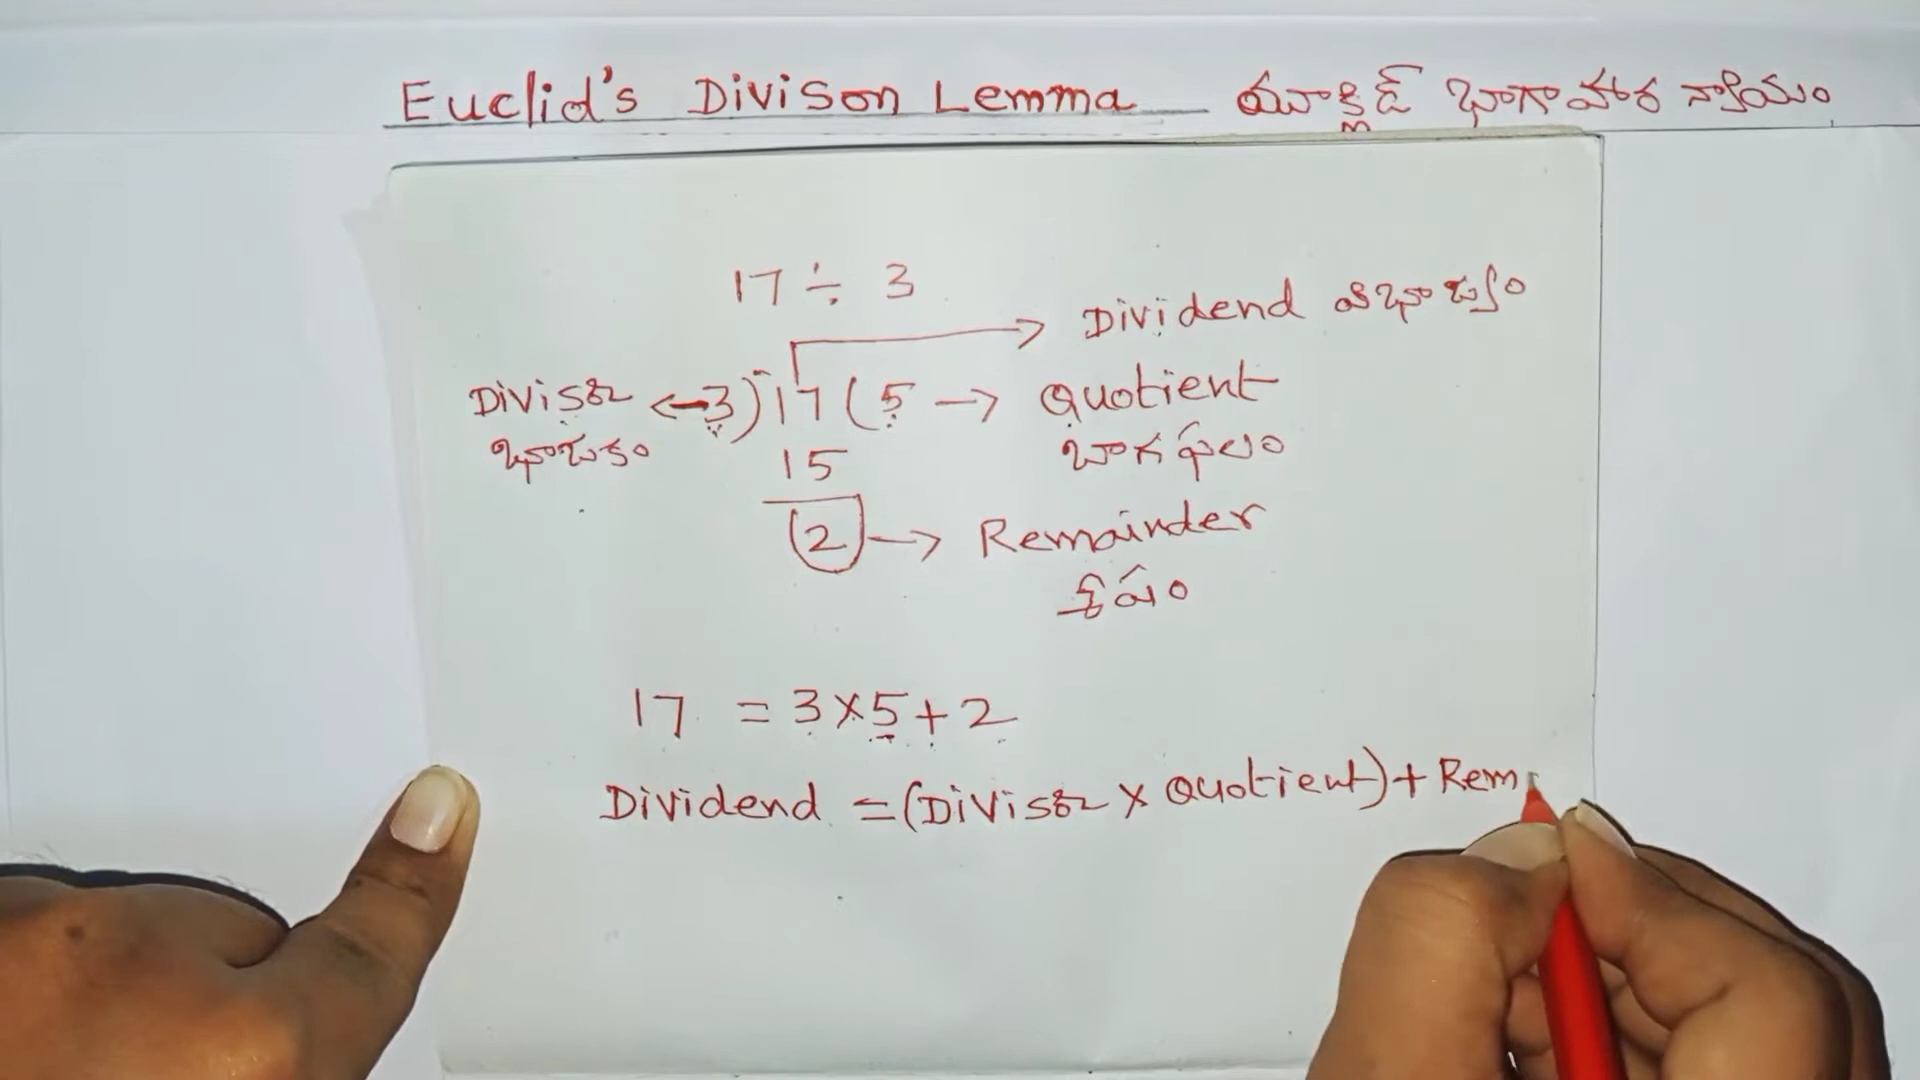 Euclid's Divison Lemma యూక్లిడ్ భాగాహార న్యాయం
17 ÷ 3
Dividend విభాజ్యం
Divisor ← 3) 17 ( 5 → Quotient
భాజకం
బాగఫలం
15
2 → Remainder
శేషం
17 = 3 × 5 + 2
Dividend = (Divisor × Quotient) + Rem